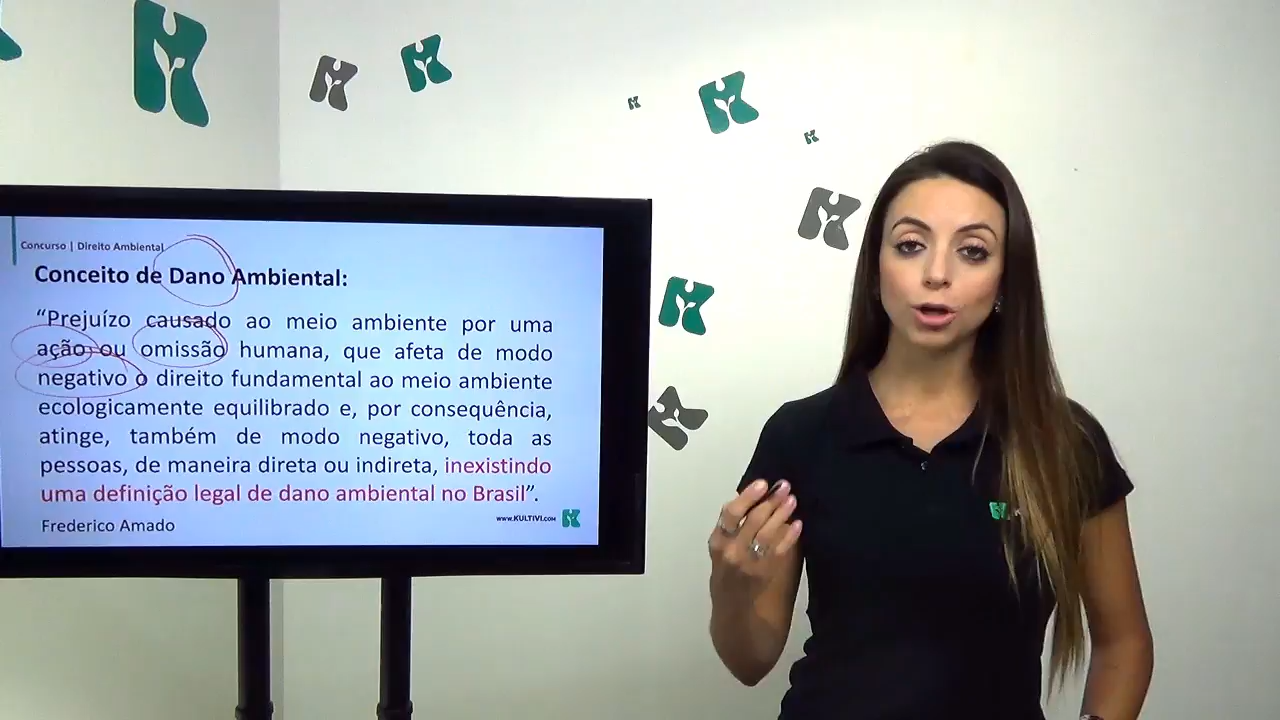 Concurso | Direito Ambiental
Conceito de Dano Ambiental:
“Prejuízo causado ao meio ambiente por uma
ação ou omissão humana, que afeta de modo
negativo o direito fundamental ao meio ambiente
ecologicamente equilibrado e, por consequência,
atinge, também de modo negativo, toda as
pessoas, de maneira direta ou indireta, inexistindo
uma definição legal de dano ambiental no Brasil”.
www.KULTIVI.COM
Frederico Amado